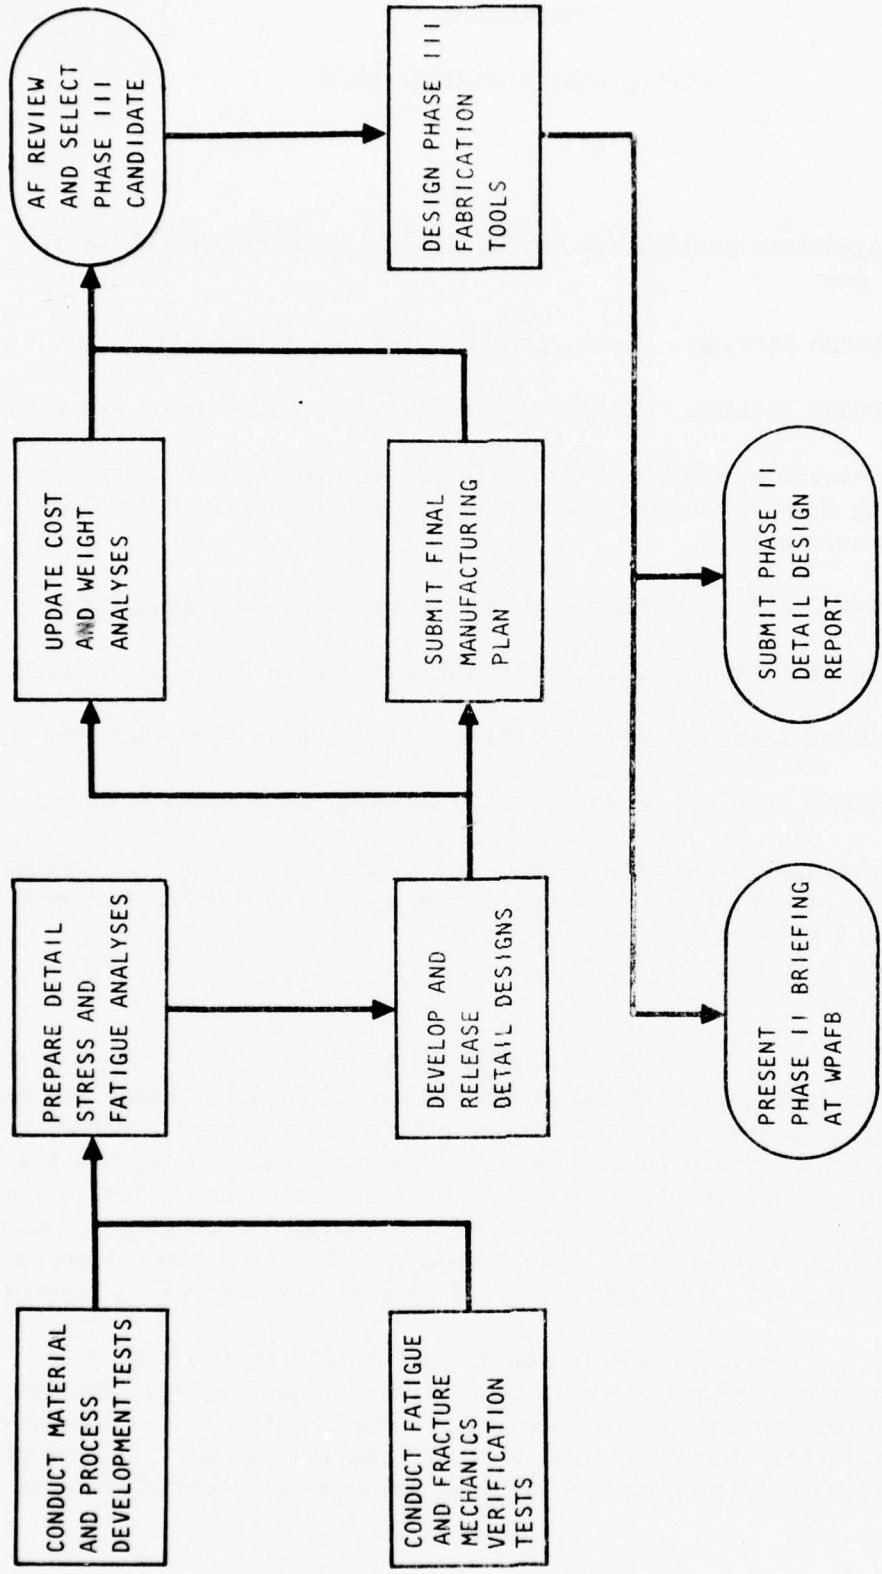 CONDUCT MATERIAL
AND PROCESS
DEVELOPMENT TESTS
CONDUCT FATIGUE
AND FRACTURE
MECHANICS
VERIFICATION
TESTS
PREPARE DETAIL
STRESS AND
FATIGUE ANALYSES
DEVELOP AND
RELEASE
DETAIL DESIGNS
UPDATE COST
AND WEIGHT
ANALYSES
SUBMIT FINAL
MANUFACTURING
PLAN
AF REVIEW
AND SELECT
PHASE III
CANDIDATE
DESIGN PHASE III
FABRICATION
TOOLS
PRESENT
PHASE II BRIEFING
AT WPAFB
SUBMIT PHASE II
DETAIL DESIGN
REPORT